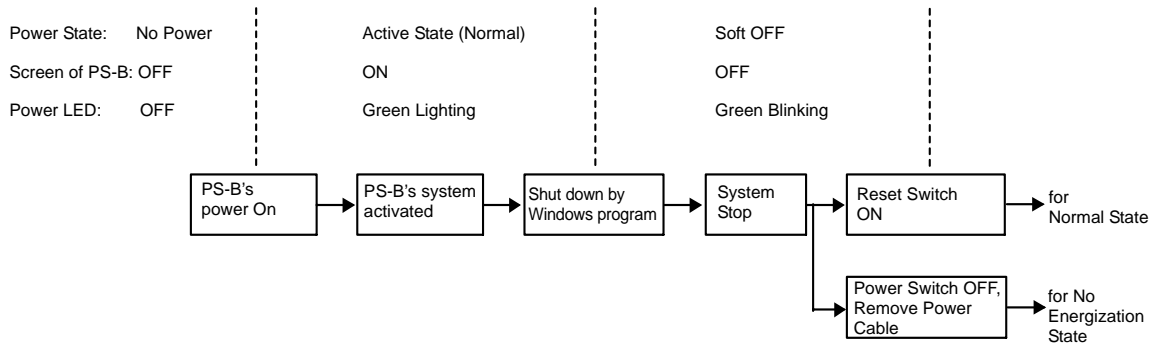 Power State: No Power Active State (Normal) Soft OFF
Screen of PS-B: OFF ON OFF
Power LED: OFF Green Lighting Green Blinking
PS-B's
power On
PS-B's system
activated
Shut down by
Windows program
System
Stop
Reset Switch
ON
for
Normal State
Power Switch OFF,
Remove Power
Cable
for No
Energization
State